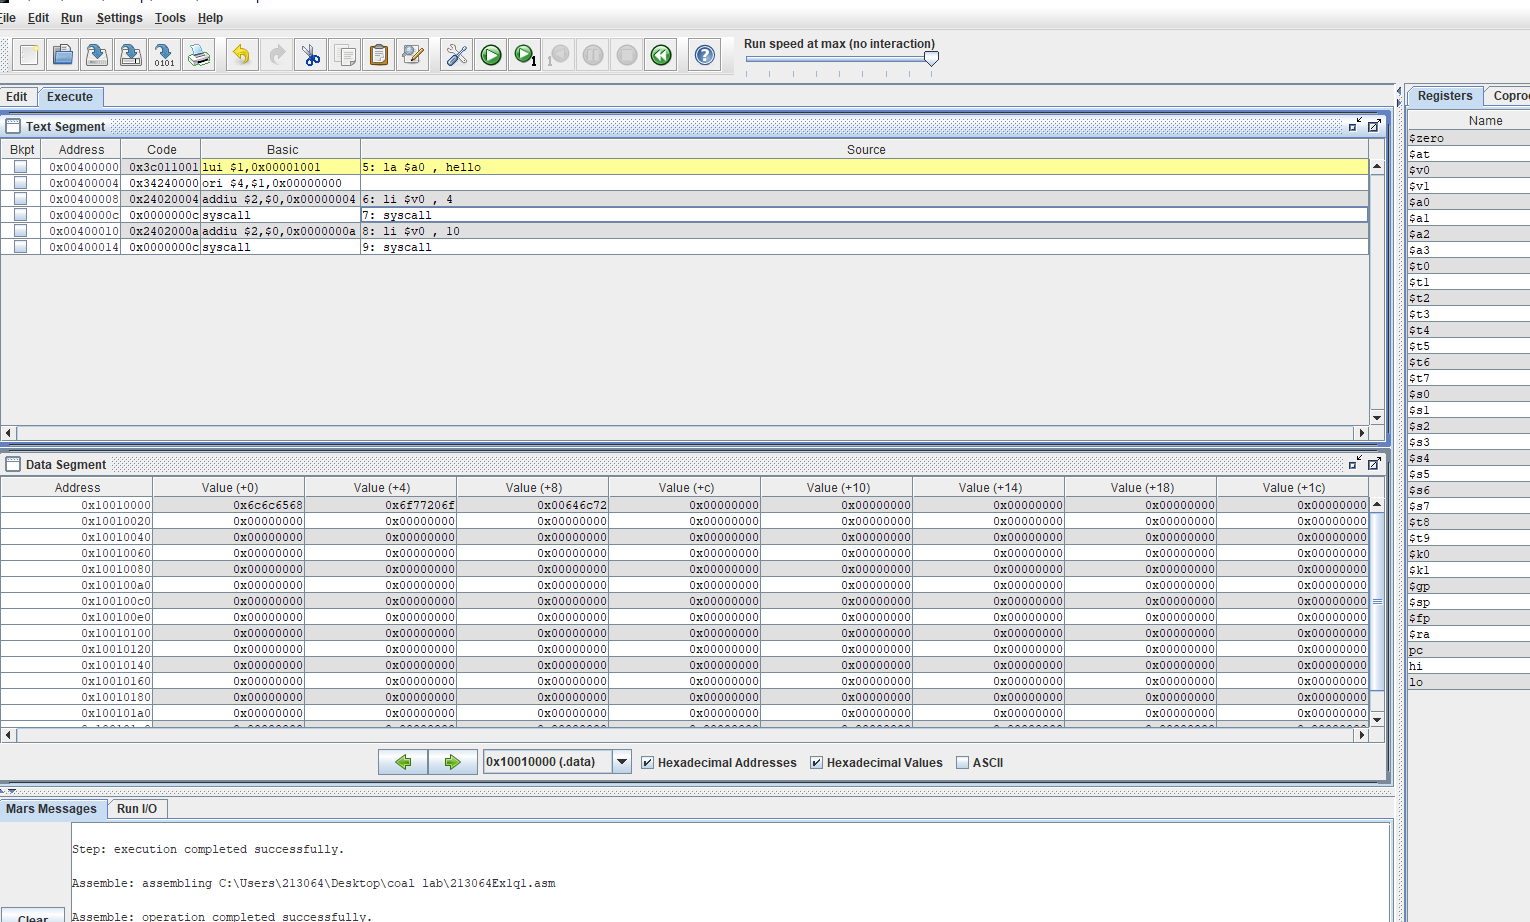 File Edit Run Settings Tools Help
0101
1
1
Run speed at max (no interaction)
Edit Execute
Text Segment
Bkpt Address Code Basic Source
0x00400000 0x3c011001 lui $1,0x00001001 5: la $a0 , hello
0x00400004 0x34240000 ori $4,$1,0x00000000
0x00400008 0x24020004 addiu $2,$0,0x00000004 6: li $v0 , 4
0x0040000c 0x0000000c syscall 7: syscall
0x00400010 0x2402000a addiu $2,$0,0x0000000a 8: li $v0 , 10
0x00400014 0x0000000c syscall 9: syscall
Data Segment
Address Value (+0) Value (+4) Value (+8) Value (+c) Value (+10) Value (+14) Value (+18) Value (+1c)
0x10010000 0x6c6c6568 0x6f77206f 0x00646c72 0x00000000 0x00000000 0x00000000 0x00000000 0x00000000
0x10010020 0x00000000 0x00000000 0x00000000 0x00000000 0x00000000 0x00000000 0x00000000 0x00000000
0x10010040 0x00000000 0x00000000 0x00000000 0x00000000 0x00000000 0x00000000 0x00000000 0x00000000
0x10010060 0x00000000 0x00000000 0x00000000 0x00000000 0x00000000 0x00000000 0x00000000 0x00000000
0x10010080 0x00000000 0x00000000 0x00000000 0x00000000 0x00000000 0x00000000 0x00000000 0x00000000
0x100100a0 0x00000000 0x00000000 0x00000000 0x00000000 0x00000000 0x00000000 0x00000000 0x00000000
0x100100c0 0x00000000 0x00000000 0x00000000 0x00000000 0x00000000 0x00000000 0x00000000 0x00000000
0x100100e0 0x00000000 0x00000000 0x00000000 0x00000000 0x00000000 0x00000000 0x00000000 0x00000000
0x10010100 0x00000000 0x00000000 0x00000000 0x00000000 0x00000000 0x00000000 0x00000000 0x00000000
0x10010120 0x00000000 0x00000000 0x00000000 0x00000000 0x00000000 0x00000000 0x00000000 0x00000000
0x10010140 0x00000000 0x00000000 0x00000000 0x00000000 0x00000000 0x00000000 0x00000000 0x00000000
0x10010160 0x00000000 0x00000000 0x00000000 0x00000000 0x00000000 0x00000000 0x00000000 0x00000000
0x10010180 0x00000000 0x00000000 0x00000000 0x00000000 0x00000000 0x00000000 0x00000000 0x00000000
0x100101a0 0x00000000 0x00000000 0x00000000 0x00000000 0x00000000 0x00000000 0x00000000 0x00000000
0x10010000 (.data) Hexadecimal Addresses Hexadecimal Values ASCII
Mars Messages Run I/O
Step: execution completed successfully.
Assemble: assembling C:\Users\213064\Desktop\coal lab\213064Ex1q1.asm
Assemble: operation completed successfully.
Clear
Registers Coproc
Name
$zero
$at
$v0
$v1
$a0
$a1
$a2
$a3
$t0
$t1
$t2
$t3
$t4
$t5
$t6
$t7
$s0
$s1
$s2
$s3
$s4
$s5
$s6
$s7
$t8
$t9
$k0
$k1
$gp
$sp
$fp
$ra
pc
hi
lo